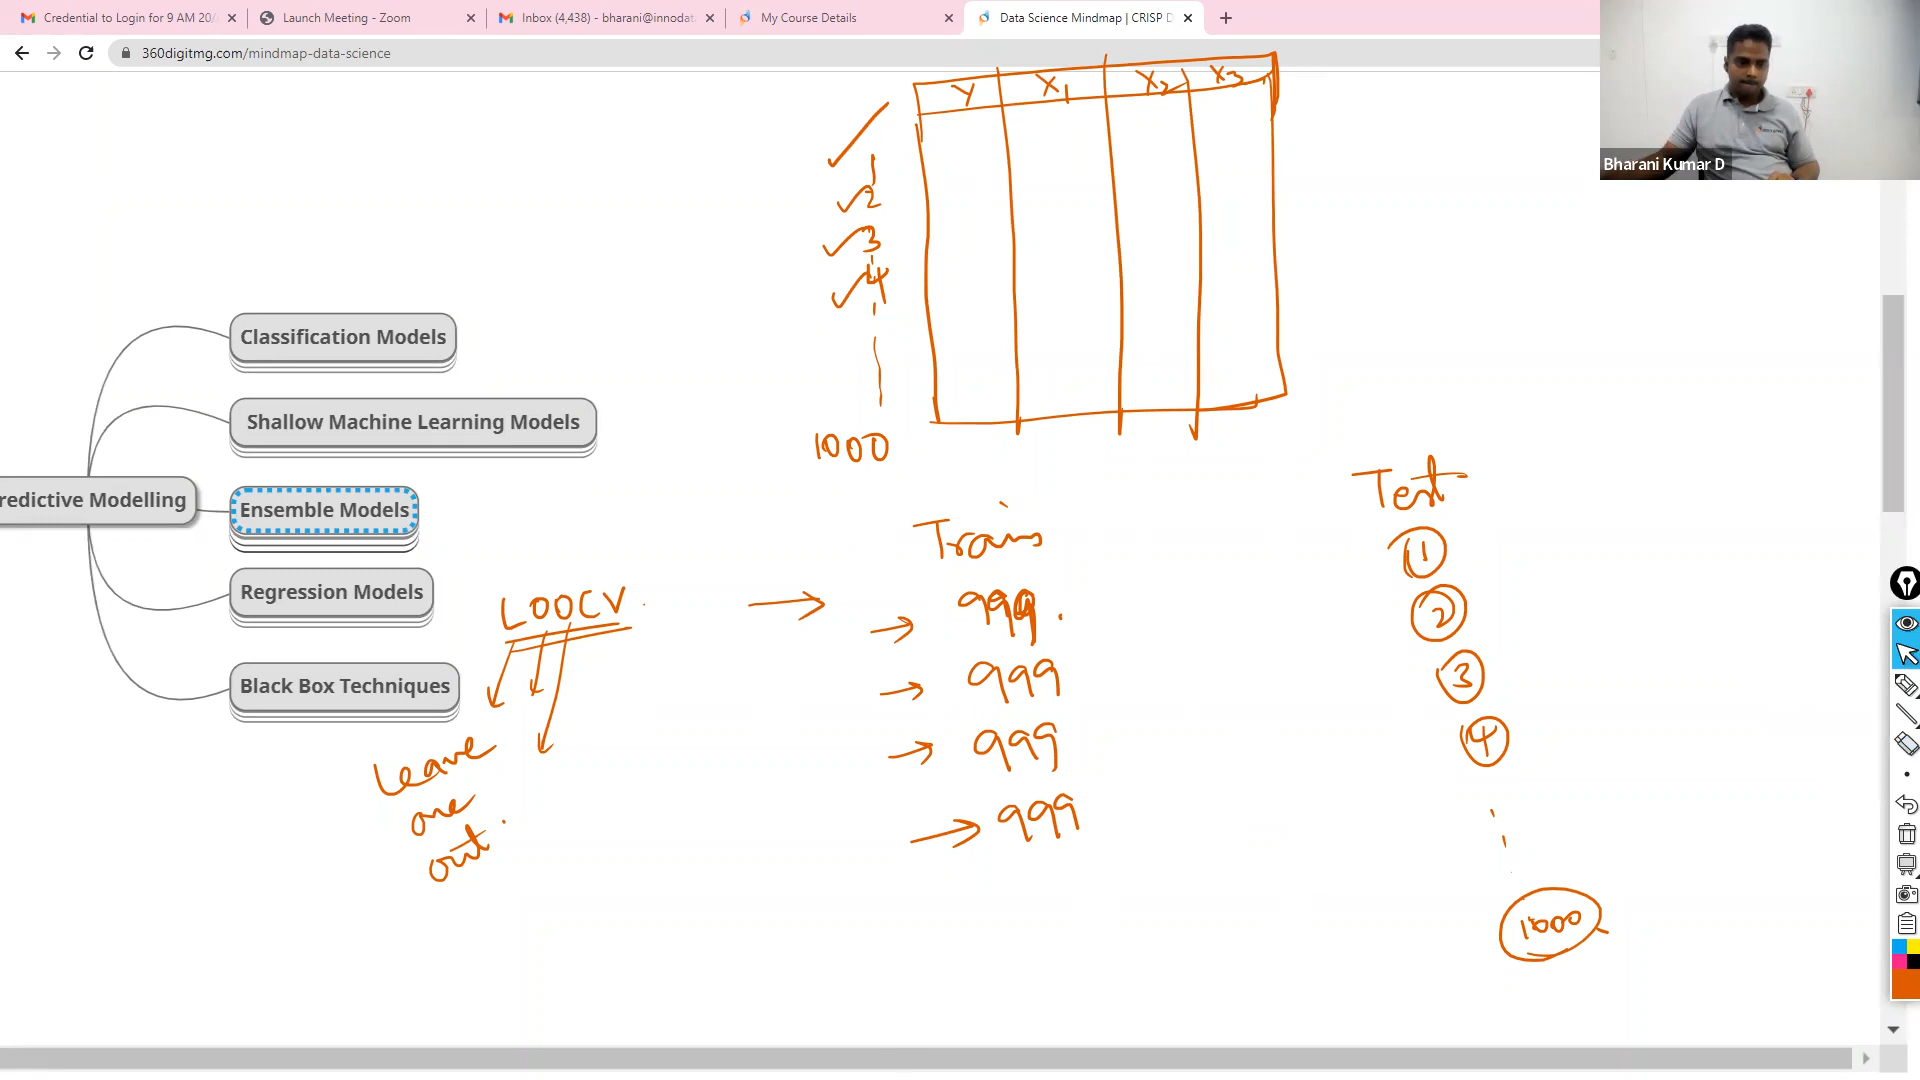 Credential to Login for 9 AM 20/
Launch Meeting - Zoom
Inbox (4,438) - bharani@innodat
My Course Details
Data Science Mindmap | CRISP D
360digitmg.com/mindmap-data-science
Bharani Kumar D
Y X1 X2 X3
1
2
3
4
1000
Classification Models
Shallow Machine Learning Models
redictive Modelling
Ensemble Models
Regression Models
Black Box Techniques
LOOCV
Leave
one
out
Train Test
999 1
999 2
999 3
999 4
1000